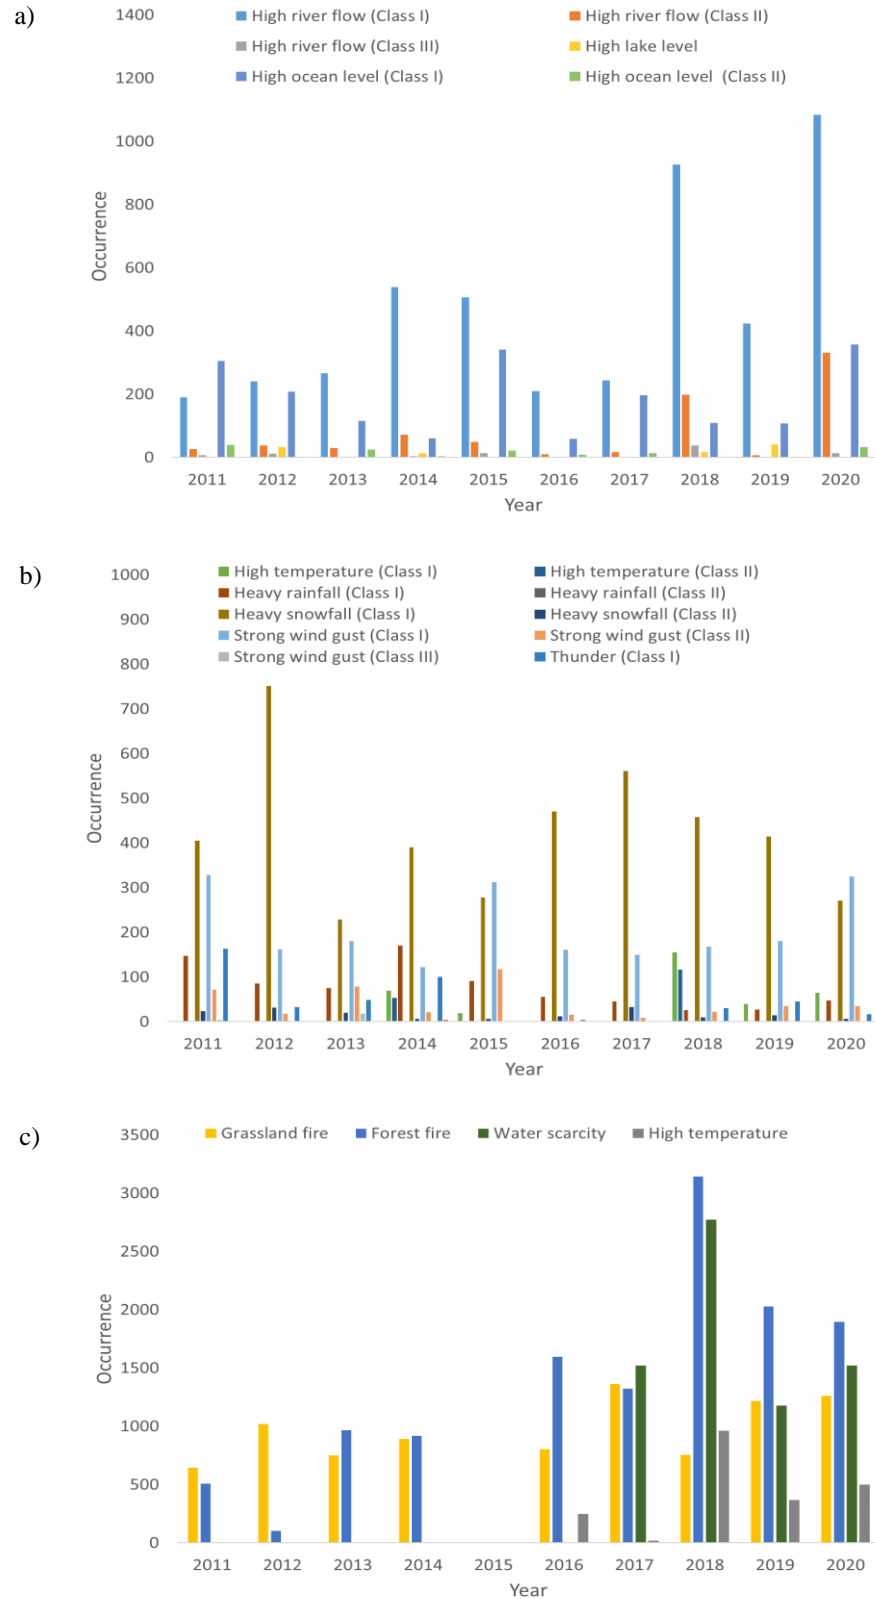 a)
1400
1200
1000
800
600
400
200
0
Occurrence
High river flow (Class I) High river flow (Class II)
High river flow (Class III) High lake level
High ocean level (Class I) High ocean level (Class II)
2011 2012 2013 2014 2015 2016 2017 2018 2019 2020
Year
b)
1000
900
800
700
600
500
400
300
200
100
0
Occurrence
High temperature (Class I) High temperature (Class II)
Heavy rainfall (Class I) Heavy rainfall (Class II)
Heavy snowfall (Class I) Heavy snowfall (Class II)
Strong wind gust (Class I) Strong wind gust (Class II)
Strong wind gust (Class III) Thunder (Class I)
2011 2012 2013 2014 2015 2016 2017 2018 2019 2020
Year
c)
3500
3000
2500
2000
1500
1000
500
0
Occurrence
Grassland fire Forest fire Water scarcity High temperature
2011 2012 2013 2014 2015 2016 2017 2018 2019 2020
Year